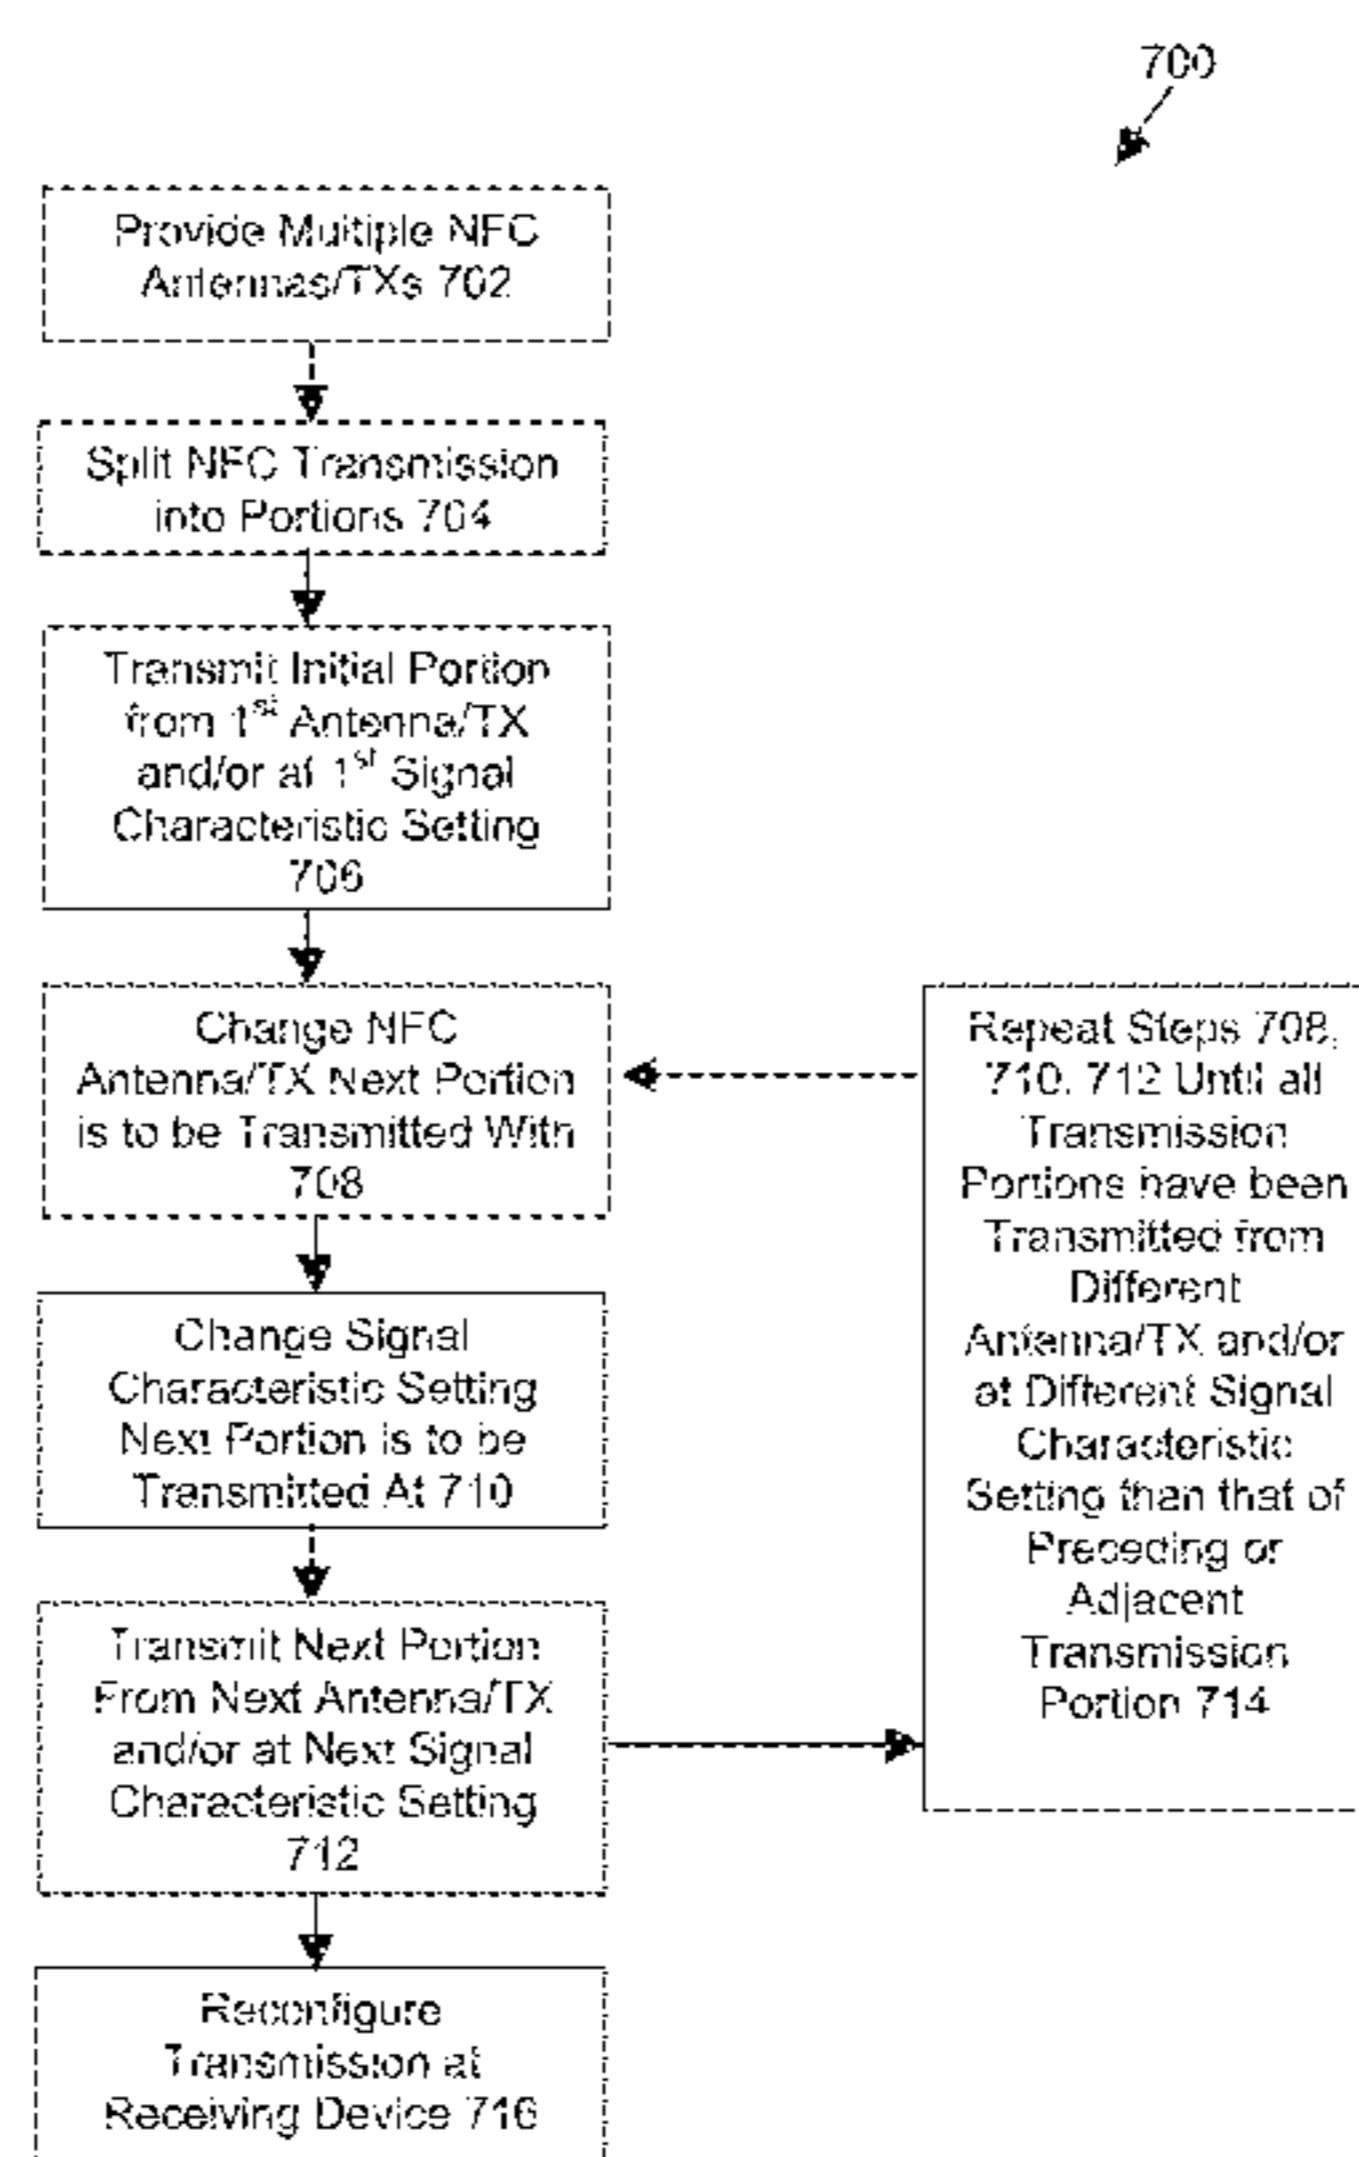 700
Provide Multiple NFC
Antennas/TXs 702
Split NFC Transmission
into Portions 704
Transmit Initial Portion
from 1st Antenna/TX
and/or at 1st Signal
Characteristic Setting
706
Change NFC
Antenna/TX Next Portion
is to be Transmitted With
708
Change Signal
Characteristic Setting
Next Portion is to be
Transmitted At 710
Transmit Next Portion
From Next Antenna/TX
and/or at Next Signal
Characteristic Setting
712
Repeat Steps 708,
710, 712 Until all
Transmission
Portions have been
Transmitted from
Different
Antenna/TX and/or
at Different Signal
Characteristic
Setting than that of
Preceding or
Adjacent
Transmission
Portion 714
Reconfigure
Transmission at
Receiving Device 716